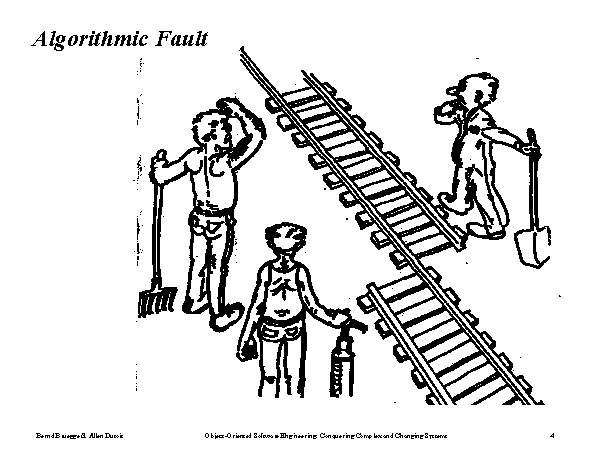 Algorithmic Fault
Bernd Bruegge & Allen Dutoit
Object-Oriented Software Engineering: Conquering Complex and Changing Systems
4